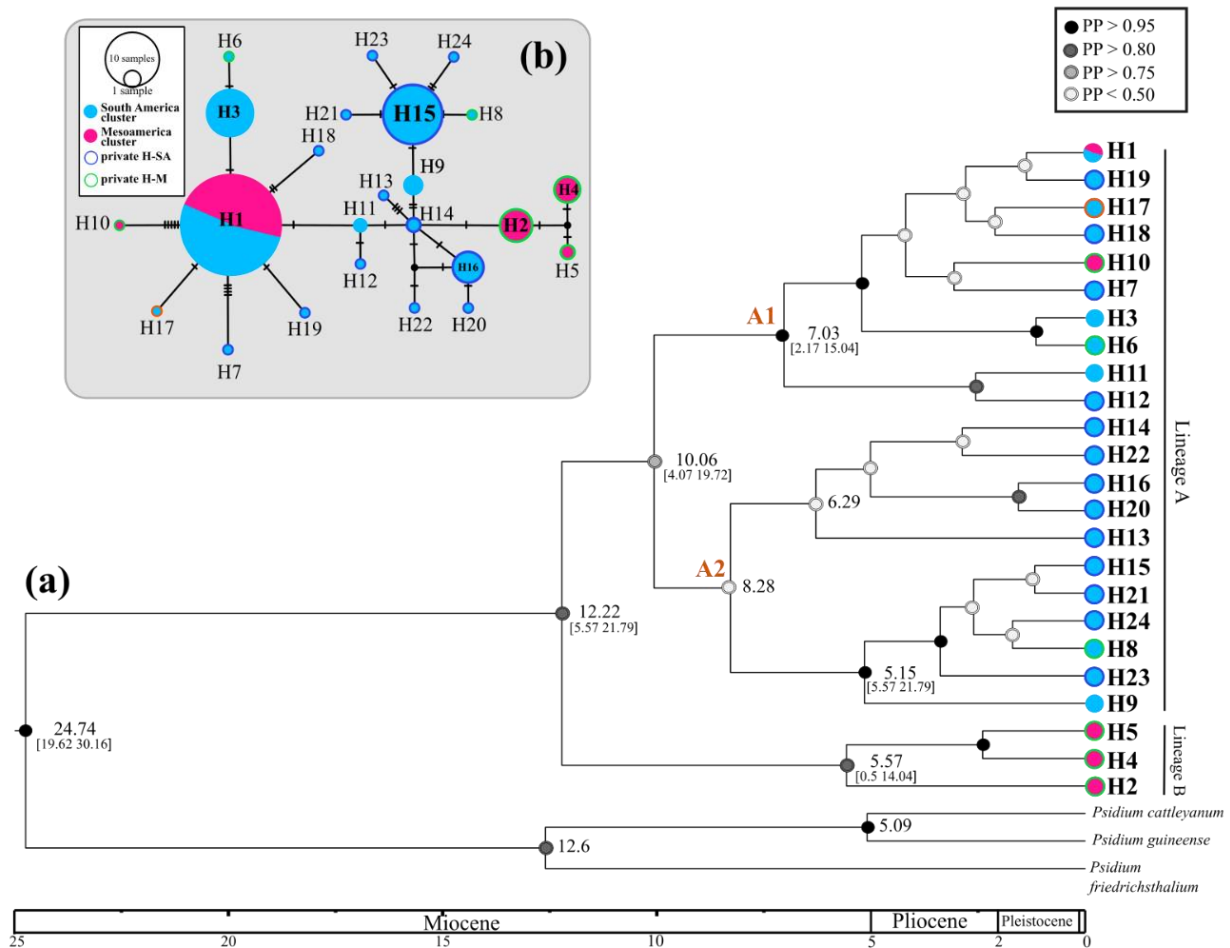 (b)
10 samples
1 sample
South America
cluster
Mesoamerica
cluster
private H-SA
private H-M
H6
H3
H18
H23
H24
H15
H21
H8
H9
H13
H4
H10
H1
H11
H14
H2
H5
H12
H16
H17
H7
H19
H22
H20
PP > 0.95
PP > 0.80
PP > 0.75
PP < 0.50
(a)
A1
7.03
[2.17 15.04]
10.06
[4.07 19.72]
6.29
A2
8.28
12.22
[5.57 21.79]
5.15
[5.57 21.79]
24.74
[19.62 30.16]
5.57
[0.5 14.04]
5.09
12.6
H1
H19
H17
H18
H10
H7
H3
H6
H11
H12
H14
H22
H16
H20
H13
H15
H21
H24
H8
H23
H9
H5
H4
H2
Lineage A
Lineage B
Psidium cattleyanum
Psidium guineense
Psidium
friedrichsthalium
Miocene
Pliocene
Pleistocene
25
20
15
10
5
2
0